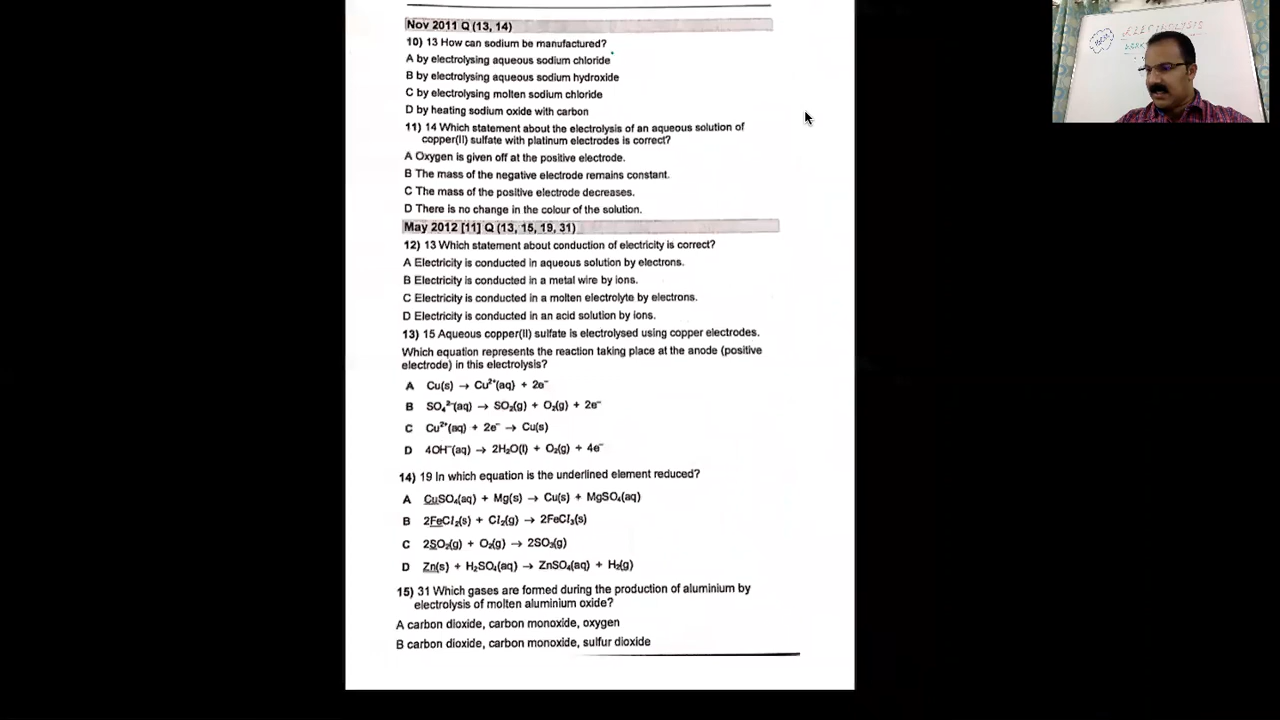 Nov 2011 Q (13, 14)
10) 13 How can sodium be manufactured?
A by electrolysing aqueous sodium chloride
B by electrolysing aqueous sodium hydroxide
C by electrolysing molten sodium chloride
D by heating sodium oxide with carbon
11) 14 Which statement about the electrolysis of an aqueous solution of
copper(II) sulfate with platinum electrodes is correct?
A Oxygen is given off at the positive electrode.
B The mass of the negative electrode remains constant.
C The mass of the positive electrode decreases.
D There is no change in the colour of the solution.
May 2012 [11] Q (13, 15, 19, 31)
12) 13 Which statement about conduction of electricity is correct?
A Electricity is conducted in aqueous solution by electrons.
B Electricity is conducted in a metal wire by ions.
C Electricity is conducted in a molten electrolyte by electrons.
D Electricity is conducted in an acid solution by ions.
13) 15 Aqueous copper(II) sulfate is electrolysed using copper electrodes.
Which equation represents the reaction taking place at the anode (positive
electrode) in this electrolysis?
A Cu(s) → Cu²⁺(aq) + 2e⁻
B SO₄²⁻(aq) → SO₂(g) + O₂(g) + 2e⁻
C Cu²⁺(aq) + 2e⁻ → Cu(s)
D 4OH⁻(aq) → 2H₂O(l) + O₂(g) + 4e⁻
14) 19 In which equation is the underlined element reduced?
A CuSO₄(aq) + Mg(s) → Cu(s) + MgSO₄(aq)
B 2FeCl₂(s) + Cl₂(g) → 2FeCl₃(s)
C 2SO₂(g) + O₂(g) → 2SO₃(g)
D Zn(s) + H₂SO₄(aq) → ZnSO₄(aq) + H₂(g)
15) 31 Which gases are formed during the production of aluminium by
electrolysis of molten aluminium oxide?
A carbon dioxide, carbon monoxide, oxygen
B carbon dioxide, carbon monoxide, sulfur dioxide
ELECTROLYSIS